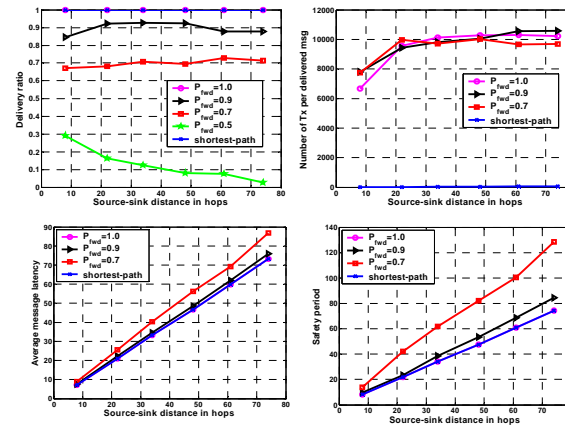 1
0.9
0.8
0.7
0.6
0.5
0.4
0.3
0.2
0.1
0
Delivery ratio
P fwd =1.0
P fwd =0.9
P fwd =0.7
P fwd =0.5
shortest-path
0 10 20 30 40 50 60 70 80
Source-sink distance in hops
12000
10000
8000
6000
4000
2000
0
Number of Tx per delivered msg
P fwd =1.0
P fwd =0.9
P fwd =0.7
shortest-path
0 10 20 30 40 50 60 70
Source-sink distance in hops
90
80
70
60
50
40
30
20
10
0
Average message latency
P fwd =1.0
P fwd =0.9
P fwd =0.7
shortest-path
0 10 20 30 40 50 60 70 80
Source-sink distance in hops
140
120
100
80
60
40
20
0
Safety period
P fwd =1.0
P fwd =0.9
P fwd =0.7
shortest-path
0 10 20 30 40 50 60 70
Source-sink distance in hops